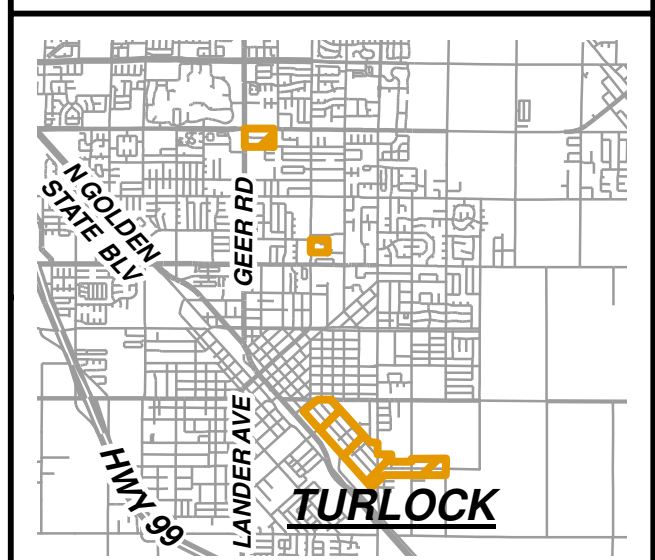 N GOLDEN
STATE BLV
GEER RD
LANDER AVE
HWY 99
TURLOCK